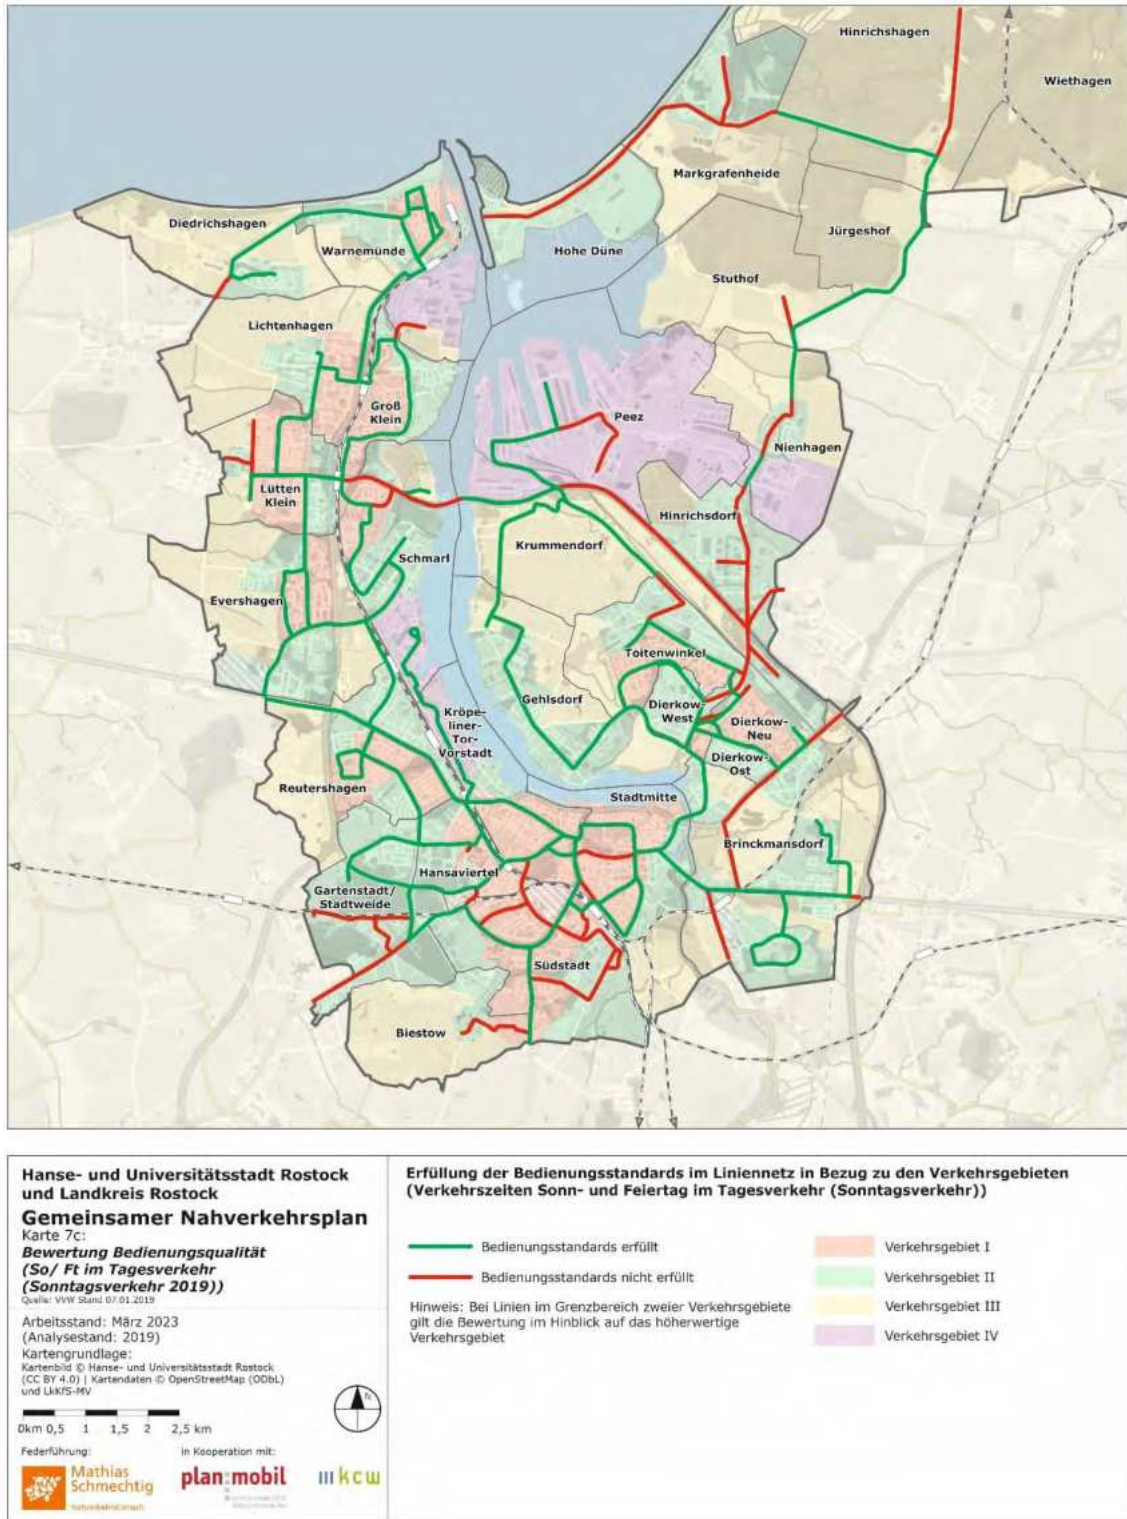 Hinrichshagen
Wiethagen
Markgrafenheide
Diedrichshagen
Jürgeshof
Warnemünde
Hohe Düne
Stuthof
Lichtenhagen
Groß
Klein
Peez
Nienhagen
Lütten
Klein
Hinrichsdorf
Krummendorf
Schmarl
Evershagen
Toitenwinkel
Gehlsdorf
Dierkow-
West
Kröpe-
liner-
Tor-
Vorstadt
Dierkow-
Neu
Dierkow-
Ost
Reutershagen
Stadtmitte
Brinckmansdorf
Hansaviertel
Gartenstadt/
Stadtweide
Südstadt
Biestow
Hanse- und Universitätsstadt Rostock
und Landkreis Rostock
Gemeinsamer Nahverkehrsplan
Karte 7c:
Bewertung Bedienungsqualität
(So/ Ft im Tagesverkehr
(Sonntagsverkehr 2019))
Quelle: VVW Stand 07.01.2019
Arbeitsstand: März 2023
(Analysestand: 2019)
Kartengrundlage:
Kartenbild © Hanse- und Universitätsstadt Rostock
(CC BY 4.0) | Kartendaten © OpenStreetMap (ODbL)
und LkKfS-MV
N
0km 0,5 1 1,5 2 2,5 km
Federführung:
in Kooperation mit:
Mathias
Schmechtig
NahverkehrsConsult
plan:mobil
kcw
Erfüllung der Bedienungsstandards im Liniennetz in Bezug zu den Verkehrsgebieten
(Verkehrszeiten Sonn- und Feiertag im Tagesverkehr (Sonntagsverkehr))
Bedienungsstandards erfüllt
Bedienungsstandards nicht erfüllt
Hinweis: Bei Linien im Grenzbereich zweier Verkehrsgebiete
gilt die Bewertung im Hinblick auf das höherwertige
Verkehrsgebiet
Verkehrsgebiet I
Verkehrsgebiet II
Verkehrsgebiet III
Verkehrsgebiet IV